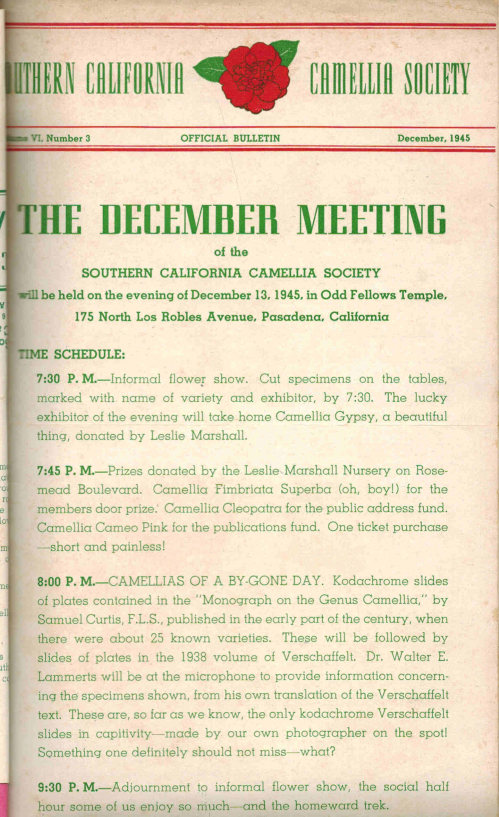 UTHERN CALIFORNIA CAMELLIA SOCIETY
VI, Number 3 OFFICIAL BULLETIN December, 1945
THE DECEMBER MEETING
of the
SOUTHERN CALIFORNIA CAMELLIA SOCIETY
will be held on the evening of December 13, 1945, in Odd Fellows Temple,
175 North Los Robles Avenue, Pasadena, California
TIME SCHEDULE:
7:30 P. M.—Informal flower show. Cut specimens on the tables,
marked with name of variety and exhibitor, by 7:30. The lucky
exhibitor of the evening will take home Camellia Gypsy, a beautiful
thing, donated by Leslie Marshall.
7:45 P. M.—Prizes donated by the Leslie Marshall Nursery on Rose-
mead Boulevard. Camellia Fimbriata Superba (oh, boy!) for the
members door prize. Camellia Cleopatra for the public address fund.
Camellia Cameo Pink for the publications fund. One ticket purchase
—short and painless!
8:00 P. M.—CAMELLIAS OF A BY-GONE DAY. Kodachrome slides
of plates contained in the "Monograph on the Genus Camellia," by
Samuel Curtis, F.L.S., published in the early part of the century, when
there were about 25 known varieties. These will be followed by
slides of plates in the 1938 volume of Verschaffelt. Dr. Walter E.
Lammerts will be at the microphone to provide information concern-
ing the specimens shown, from his own translation of the Verschaffelt
text. These are, so far as we know, the only kodachrome Verschaffelt
slides in capitivity—made by our own photographer on the spot!
Something one definitely should not miss—what?
9:30 P. M.—Adjournment to informal flower show, the social half
hour some of us enjoy so much—and the homeward trek.